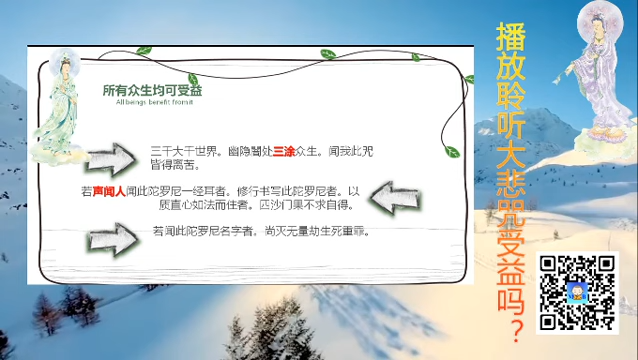 所有众生均可受益
All beings benefit fromit
三千大千世界。幽隐闇处三涂众生。闻我此咒
皆得离苦。
若声闻人闻此陀罗尼一经耳者。修行书写此陀罗尼者。以
质直心如法而住者。四沙门果不求自得。
若闻此陀罗尼名字者。尚灭无量劫生死重罪。
播放聆听大悲咒受益吗？